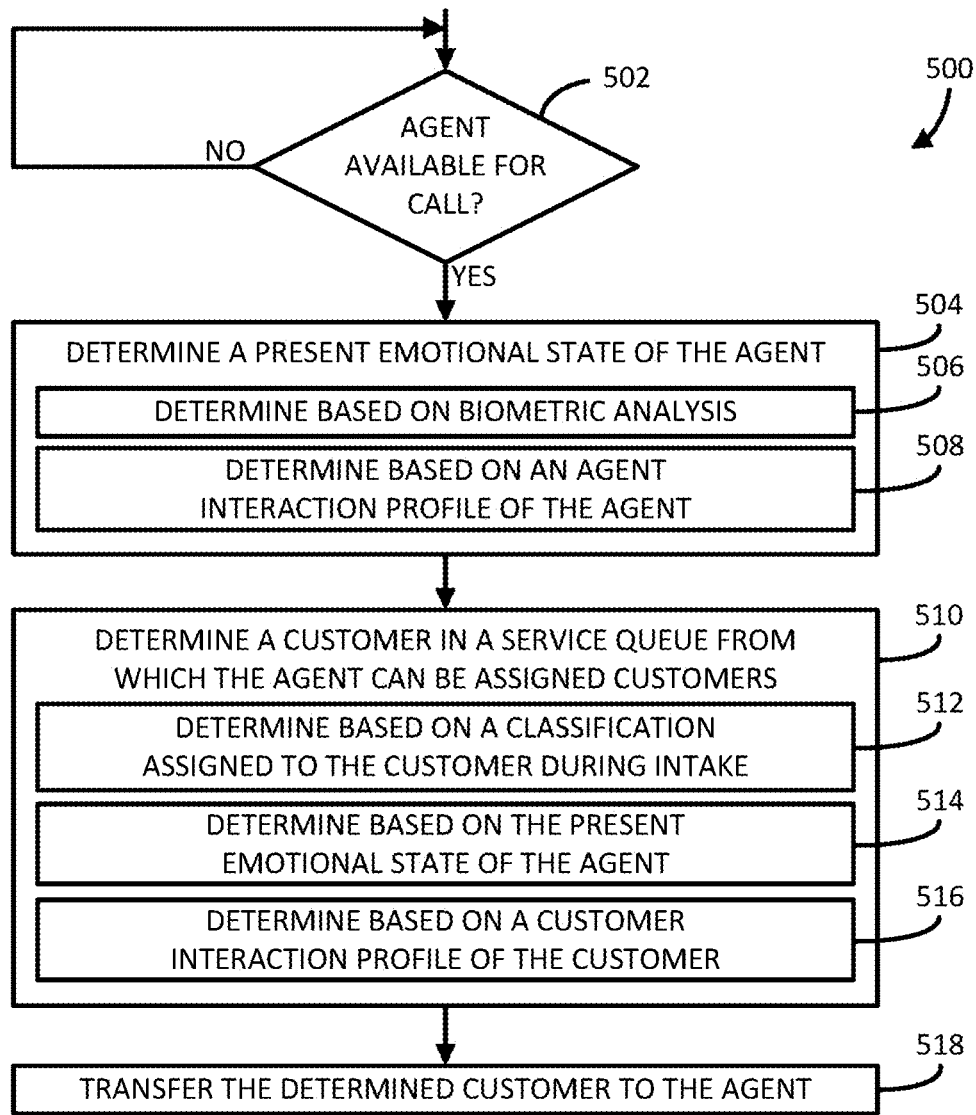 500
502
AGENT
AVAILABLE FOR
CALL?
NO
YES
504
DETERMINE A PRESENT EMOTIONAL STATE OF THE AGENT
506
DETERMINE BASED ON BIOMETRIC ANALYSIS
508
DETERMINE BASED ON AN AGENT
INTERACTION PROFILE OF THE AGENT
510
DETERMINE A CUSTOMER IN A SERVICE QUEUE FROM
WHICH THE AGENT CAN BE ASSIGNED CUSTOMERS
512
DETERMINE BASED ON A CLASSIFICATION
ASSIGNED TO THE CUSTOMER DURING INTAKE
514
DETERMINE BASED ON THE PRESENT
EMOTIONAL STATE OF THE AGENT
516
DETERMINE BASED ON A CUSTOMER
INTERACTION PROFILE OF THE CUSTOMER
518
TRANSFER THE DETERMINED CUSTOMER TO THE AGENT